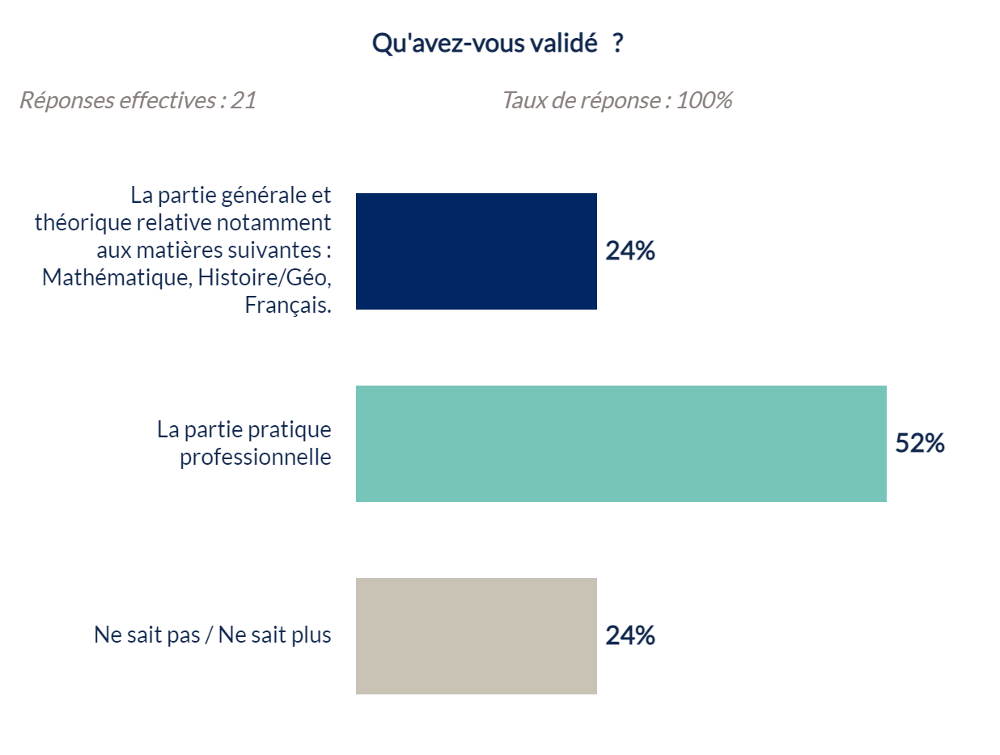 Qu'avez-vous validé ?
Réponses effectives : 21
Taux de réponse : 100%
La partie générale et
théorique relative notamment
aux matières suivantes :
Mathématique, Histoire/Géo,
Français.
24%
La partie pratique
professionnelle
52%
Ne sait pas / Ne sait plus
24%